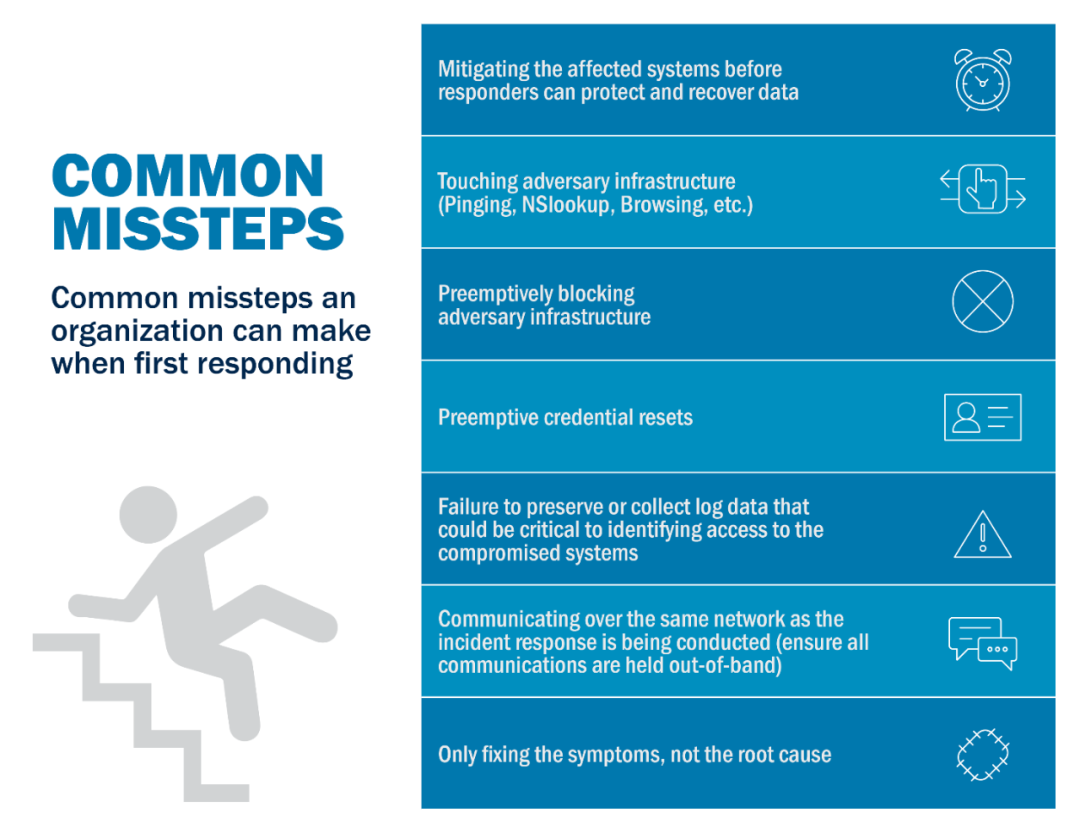 COMMON
MISSTEPS
Common missteps an
organization can make
when first responding
Mitigating the affected systems before
responders can protect and recover data
Touching adversary infrastructure
(Pinging, NSlookup, Browsing, etc.)
Preemptively blocking
adversary infrastructure
Preemptive credential resets
Failure to preserve or collect log data that
could be critical to identifying access to the
compromised systems
Communicating over the same network as the
incident response is being conducted (ensure all
communications are held out-of-band)
Only fixing the symptoms, not the root cause